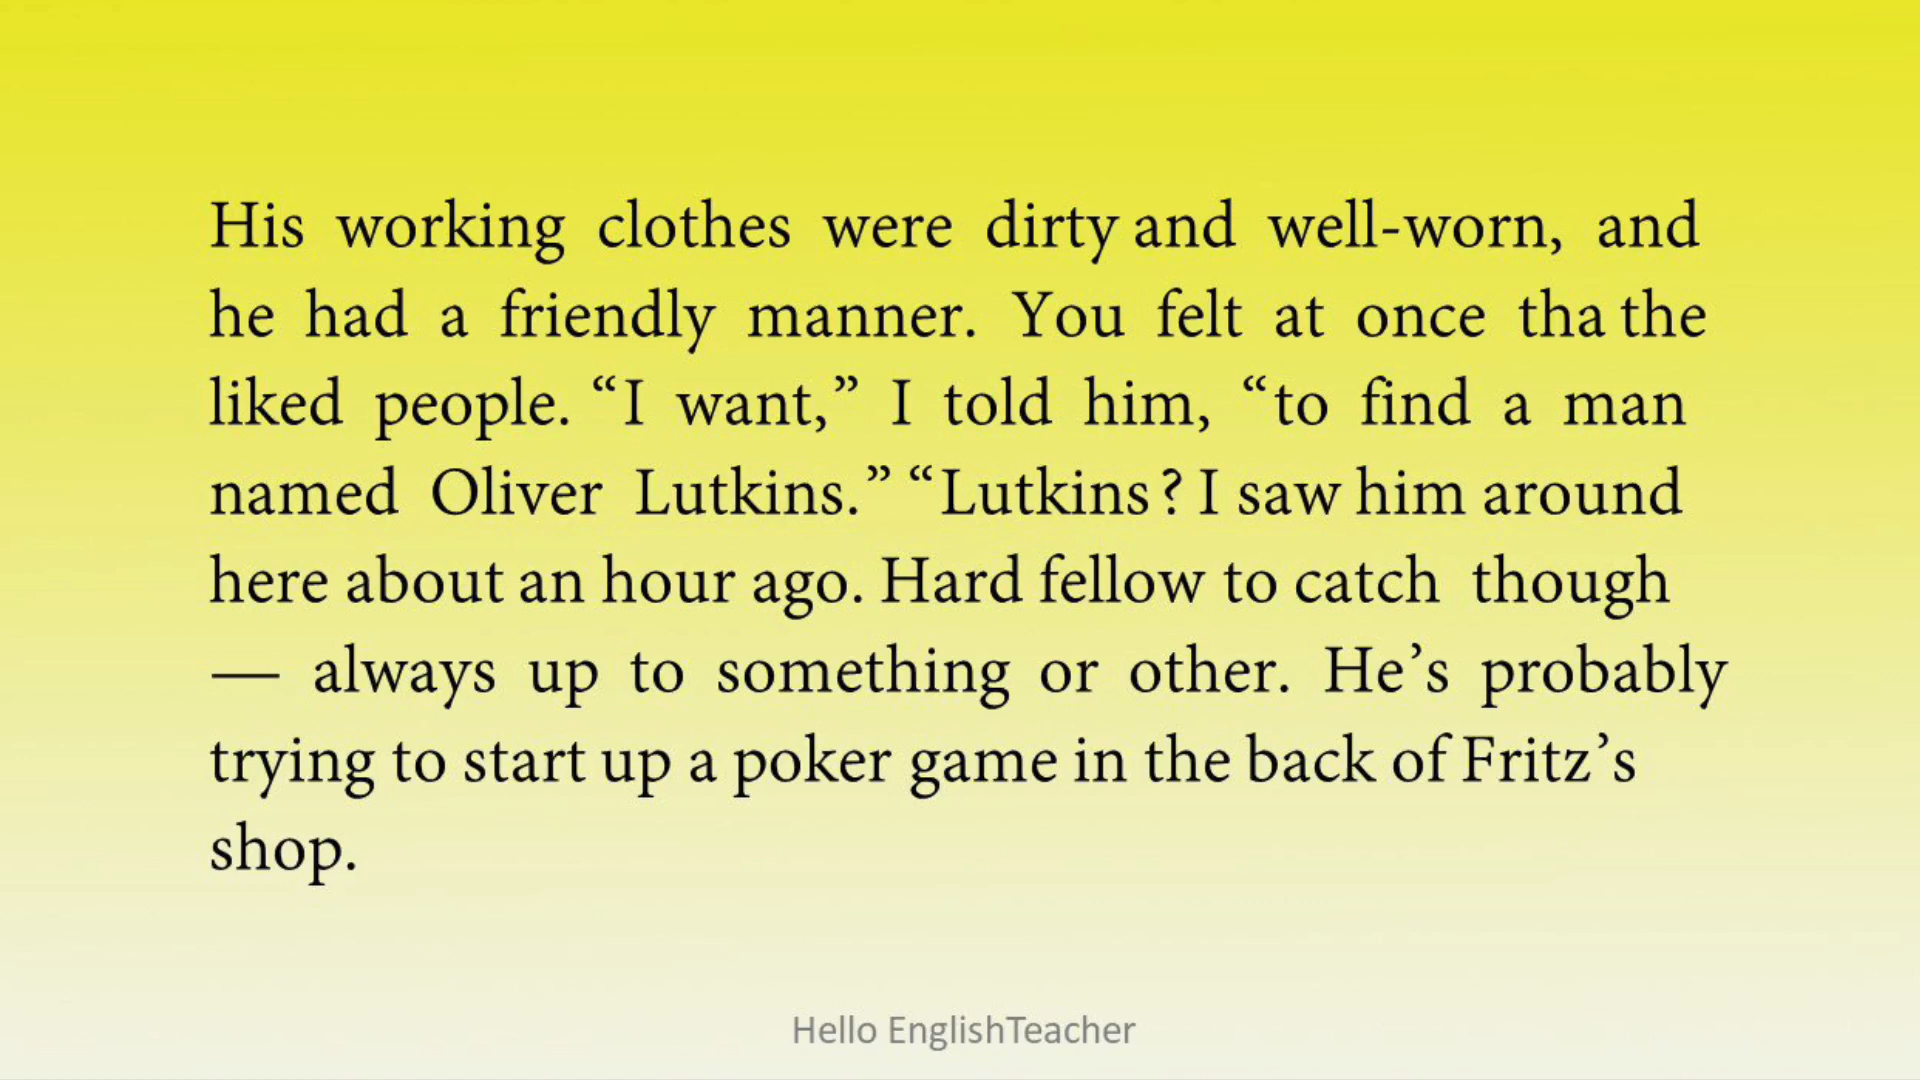 His working clothes were dirty and well-worn, and
he had a friendly manner. You felt at once tha the
liked people. “I want,” I told him, “to find a man
named Oliver Lutkins.” “Lutkins? I saw him around
here about an hour ago. Hard fellow to catch though
— always up to something or other. He’s probably
trying to start up a poker game in the back of Fritz’s
shop.
Hello EnglishTeacher